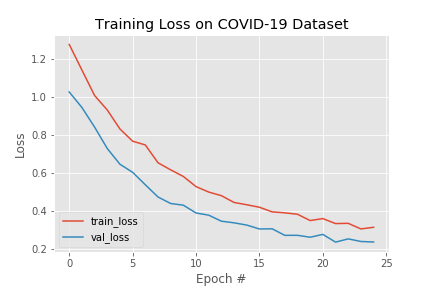 Training Loss on COVID-19 Dataset
1.2
1.0
0.8
0.6
0.4
0.2
Loss
train_loss
val_loss
0 5 10 15 20 25
Epoch #